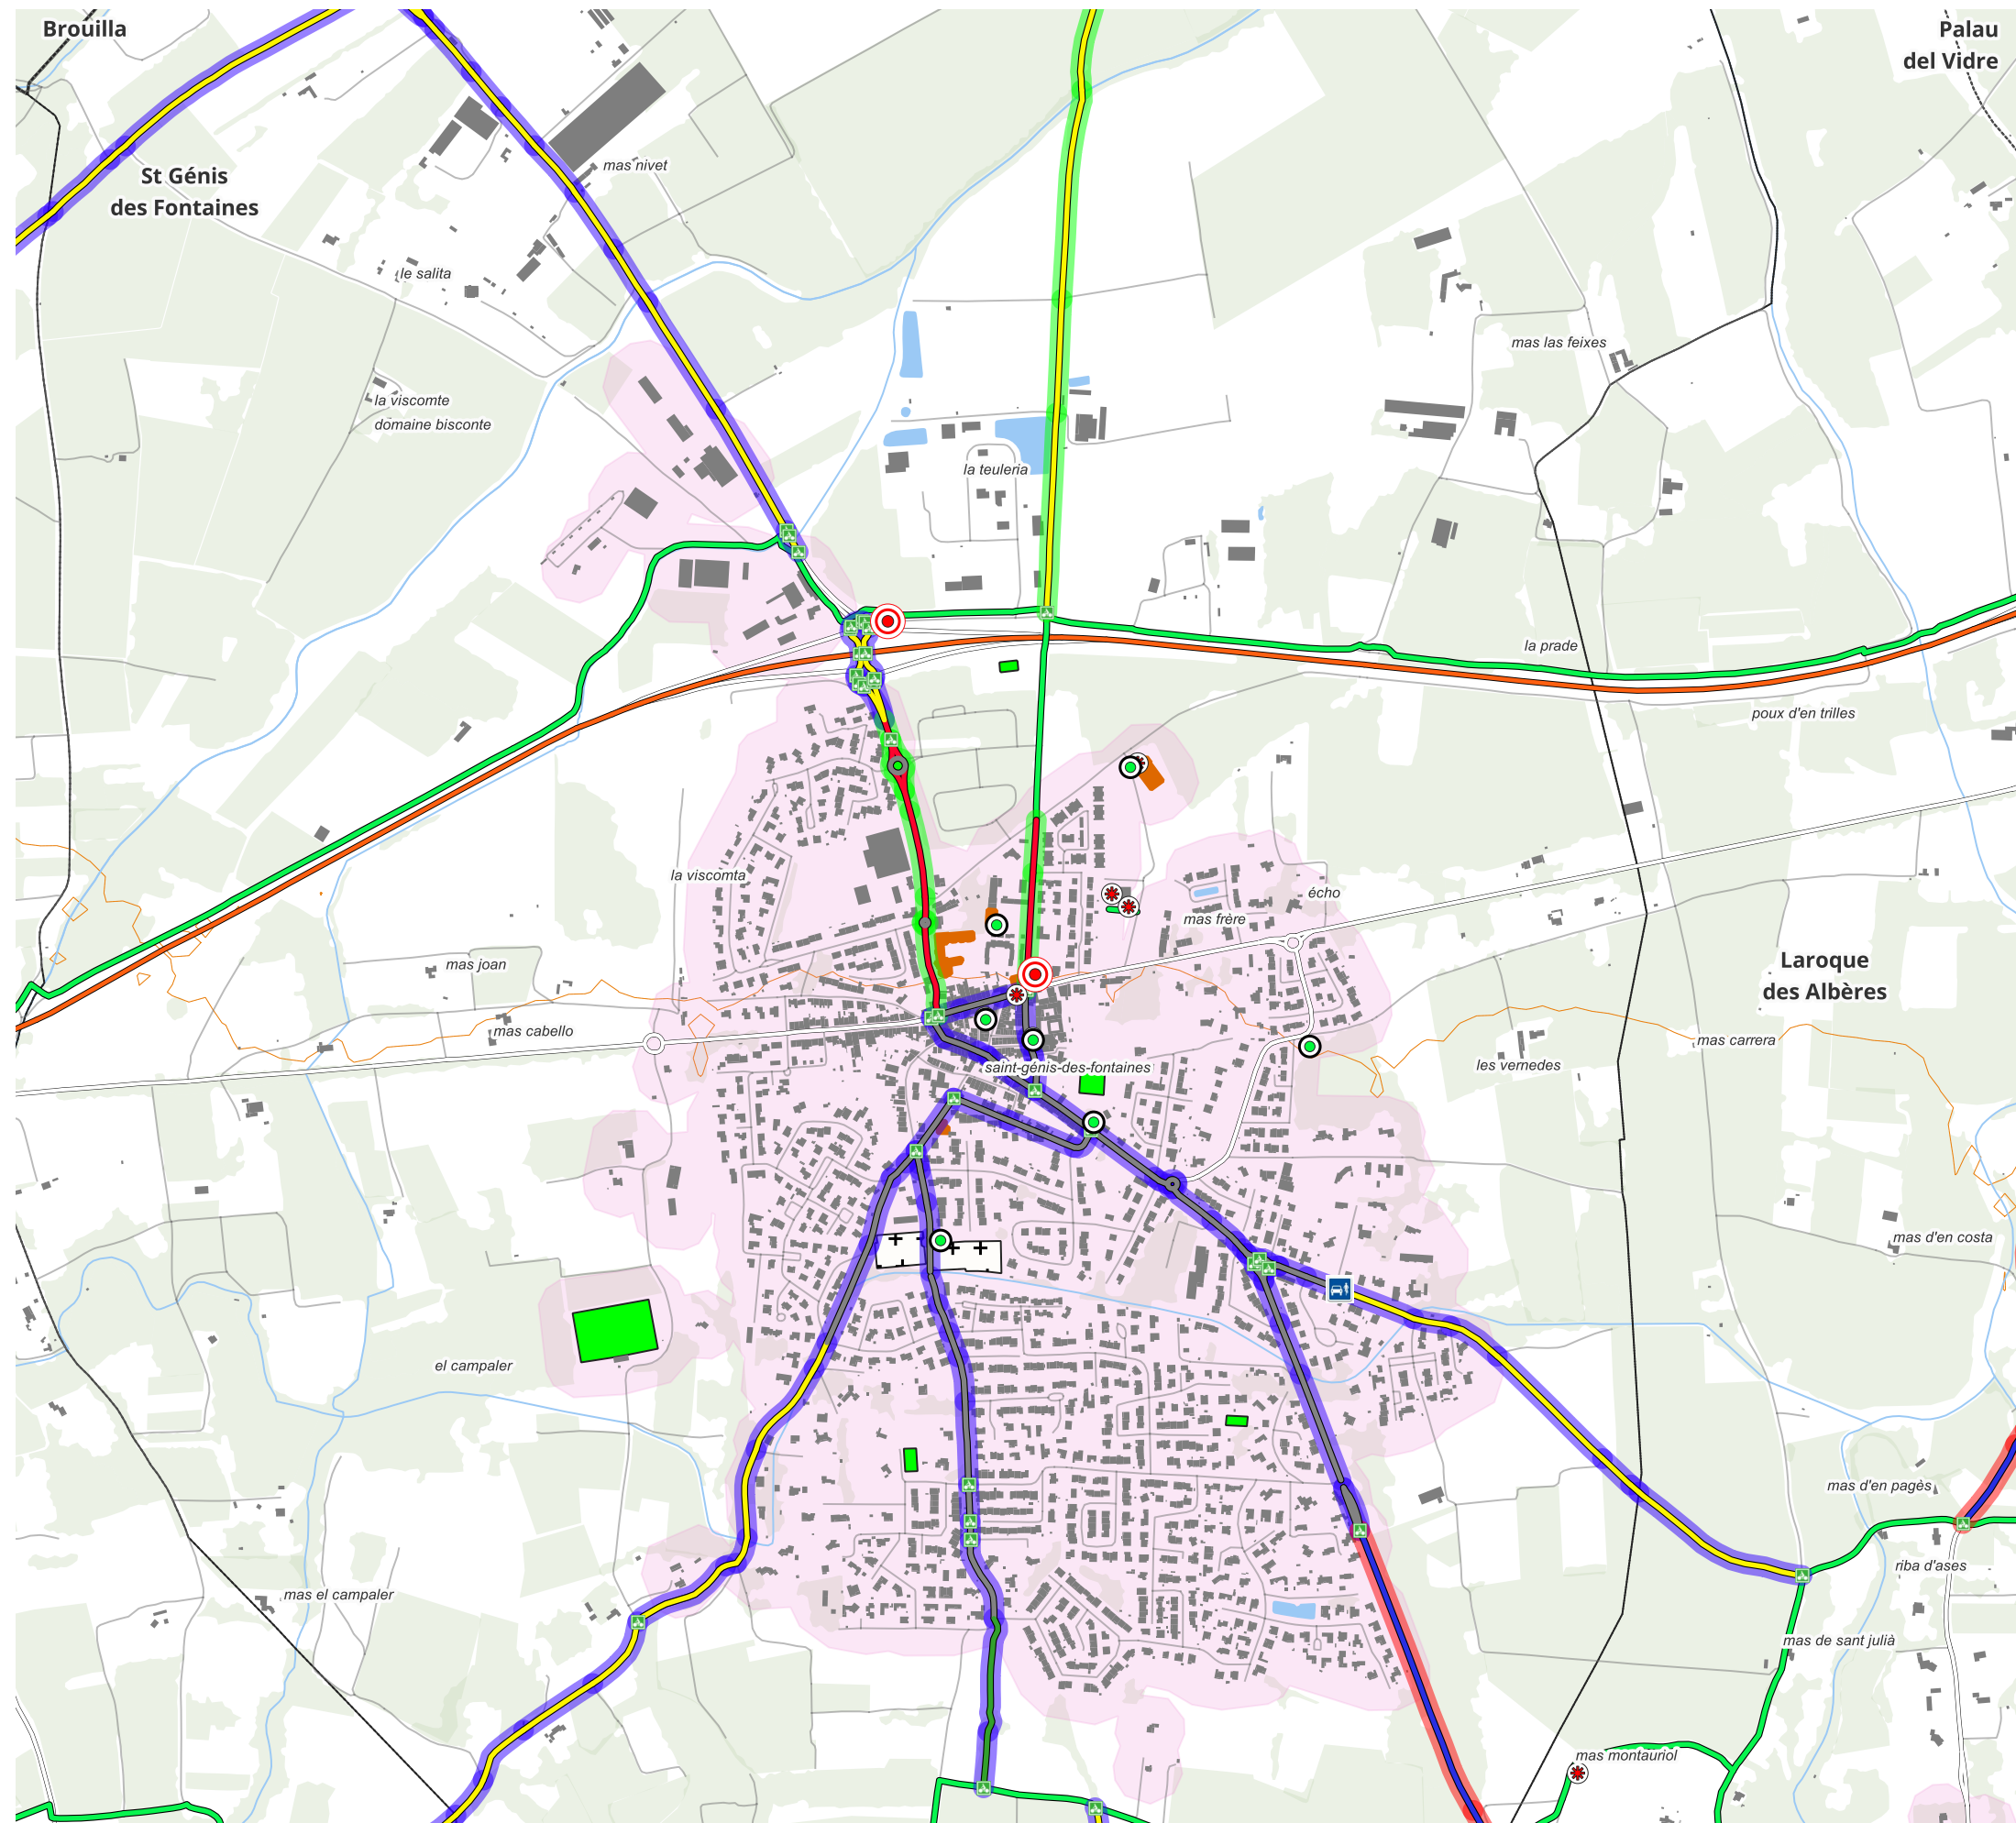 Brouilla
Palau
del Vidre
mas nivet
St Génis
des Fontaines
le salita
mas las feixes
la viscomte
domaine bisconte
la teuleria
la prade
poux d'en trilles
la viscomta
écho
mas frère
mas joan
Laroque
des Albères
mas cabello
mas carrera
les vernedes
saint-génis-des-fontaines
mas d'en costa
el campaler
mas d'en pagès
riba d'ases
mas el campaler
mas de sant julià
mas montauriol